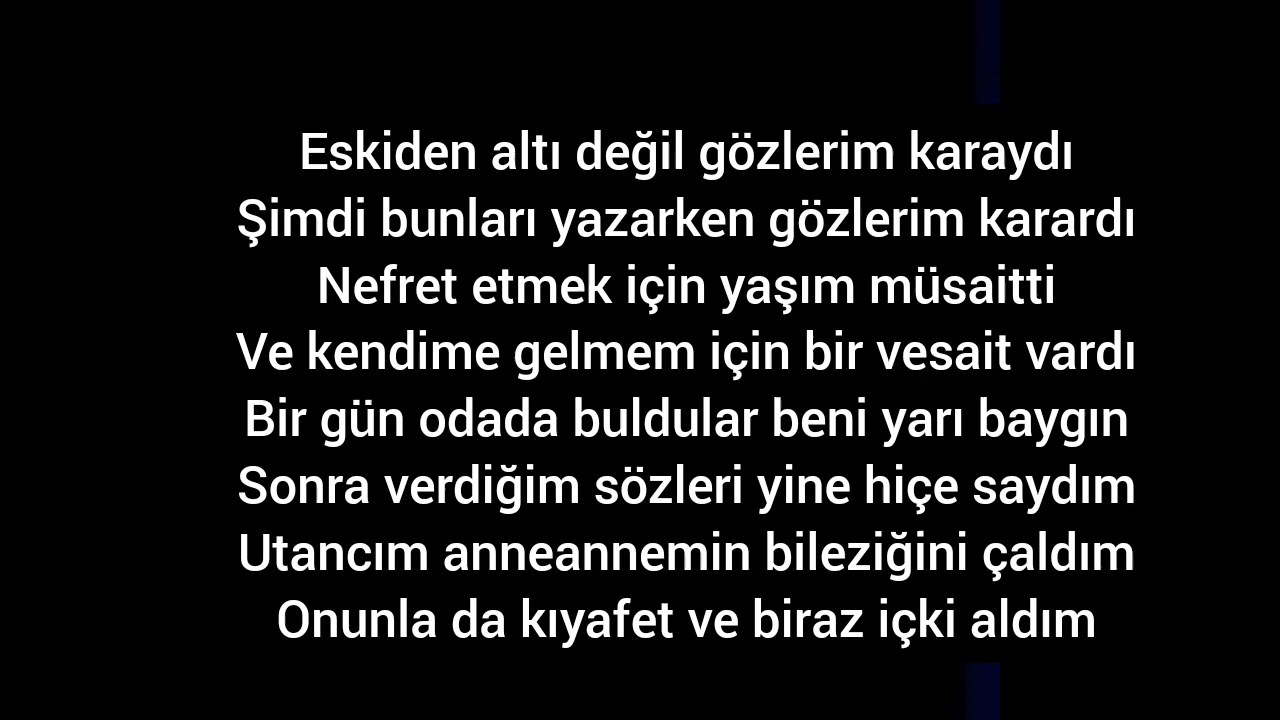 Eskiden altı değil gözlerim karaydı
Şimdi bunları yazarken gözlerim karardı
Nefret etmek için yaşım müsaitti
Ve kendime gelmem için bir vesait vardı
Bir gün odada buldular beni yarı baygın
Sonra verdiğim sözleri yine hiçe saydım
Utancım anneannemin bileziğini çaldım
Onunla da kıyafet ve biraz içki aldım